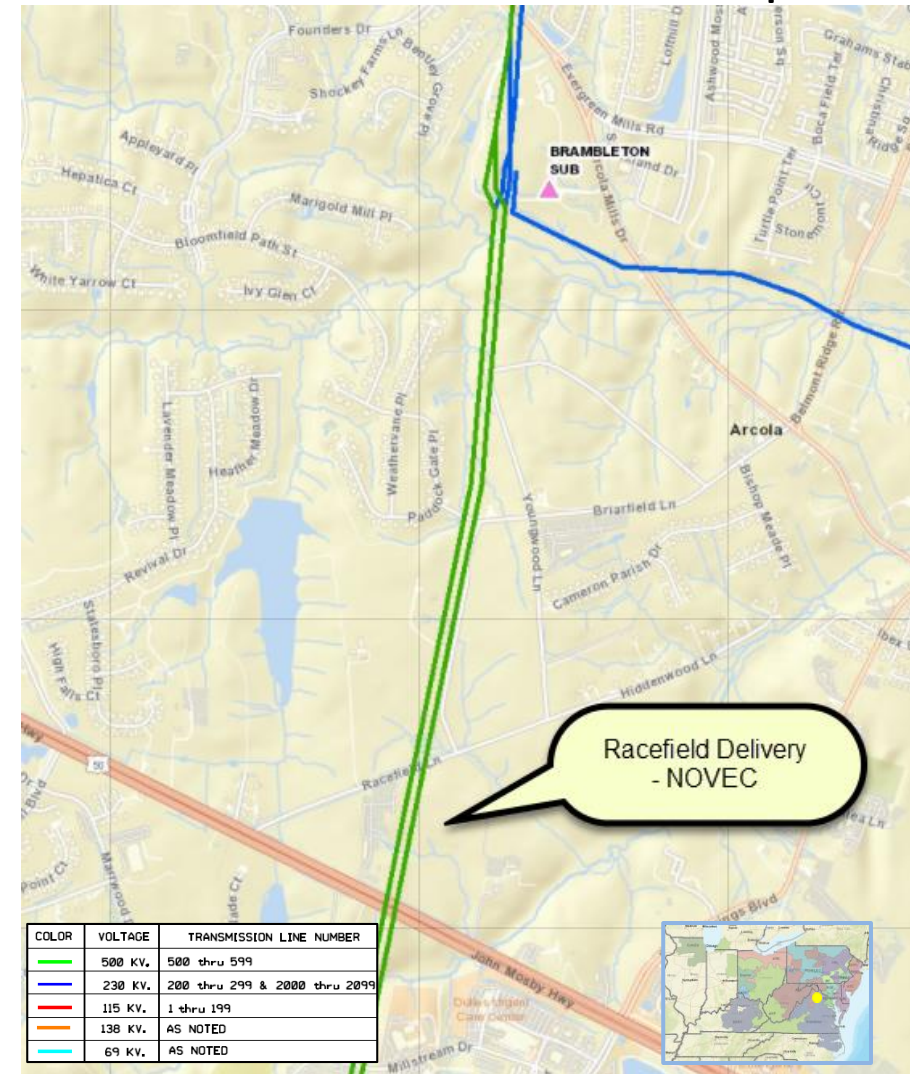 Founders Dr
Shockey Farms Ln
Bentley Grove Pl
Lofthill
Ashwood
Boca Field Ter
Grahams
Evergreen Mills Rd
BRAMBLETON
SUB
Arcola Mills Dr
Appleyard Pl
Hepatica Ct
Marigold Mill Pl
Turtle Point Ter
Bloomfield Path St
White Yarrow Ct
Ivy Glen Ct
Belmont Ridge Rd
Lavender Meadow Pl
Heather Meadow Dr
Weathervane Pl
Paddock Gate Pl
Arcola
Youngwood Ln
Briarfield Ln
Bishop Meade Pl
Revival Dr
Cameron Parish Dr
Statesboro Pl
High Falls Ct
Hiddenwood Ln
Ibex
50
Racefield Ln
Racefield Delivery
- NOVEC
Point Ct
John Mosby Hwy
Millstream Dr
COLOR VOLTAGE TRANSMISSION LINE NUMBER
500 KV. 500 thru 599
230 KV. 200 thru 299 & 2000 thru 2099
115 KV. 1 thru 199
138 KV. AS NOTED
69 KV. AS NOTED